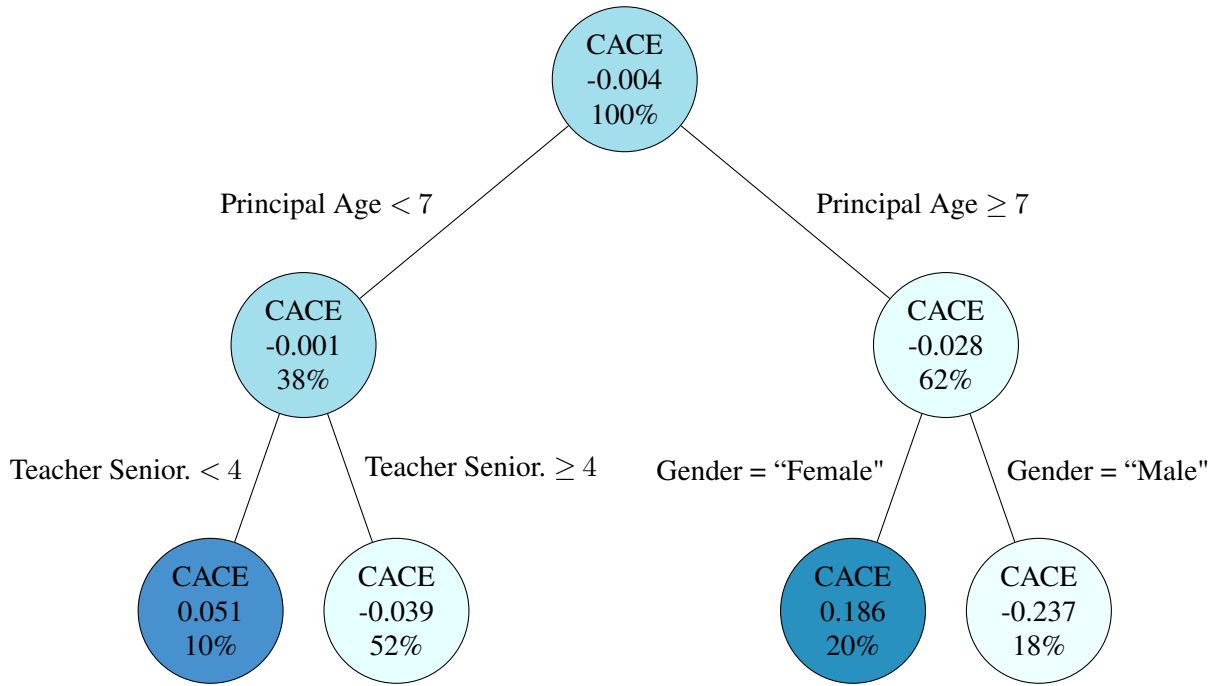 CACE
-0.004
100%
Principal Age < 7
Principal Age ≥ 7
CACE
-0.001
38%
CACE
-0.028
62%
Teacher Senior. < 4
Teacher Senior. ≥ 4
Gender = “Female"
Gender = “Male"
CACE
0.051
10%
CACE
-0.039
52%
CACE
0.186
20%
CACE
-0.237
18%